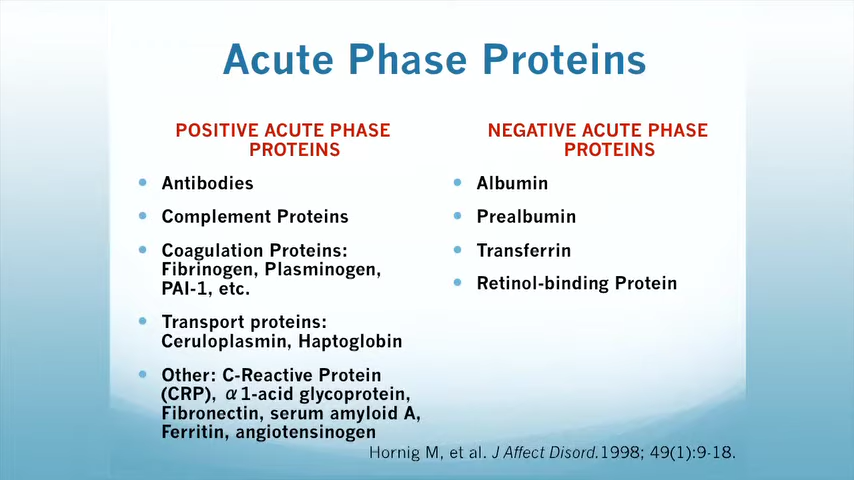 Acute Phase Proteins
POSITIVE ACUTE PHASE
PROTEINS
• Antibodies
• Complement Proteins
• Coagulation Proteins:
Fibrinogen, Plasminogen,
PAI-1, etc.
• Transport proteins:
Ceruloplasmin, Haptoglobin
• Other: C-Reactive Protein
(CRP), α1-acid glycoprotein,
Fibronectin, serum amyloid A,
Ferritin, angiotensinogen
NEGATIVE ACUTE PHASE
PROTEINS
• Albumin
• Prealbumin
• Transferrin
• Retinol-binding Protein
Hornig M, et al. J Affect Disord.1998; 49(1):9-18.